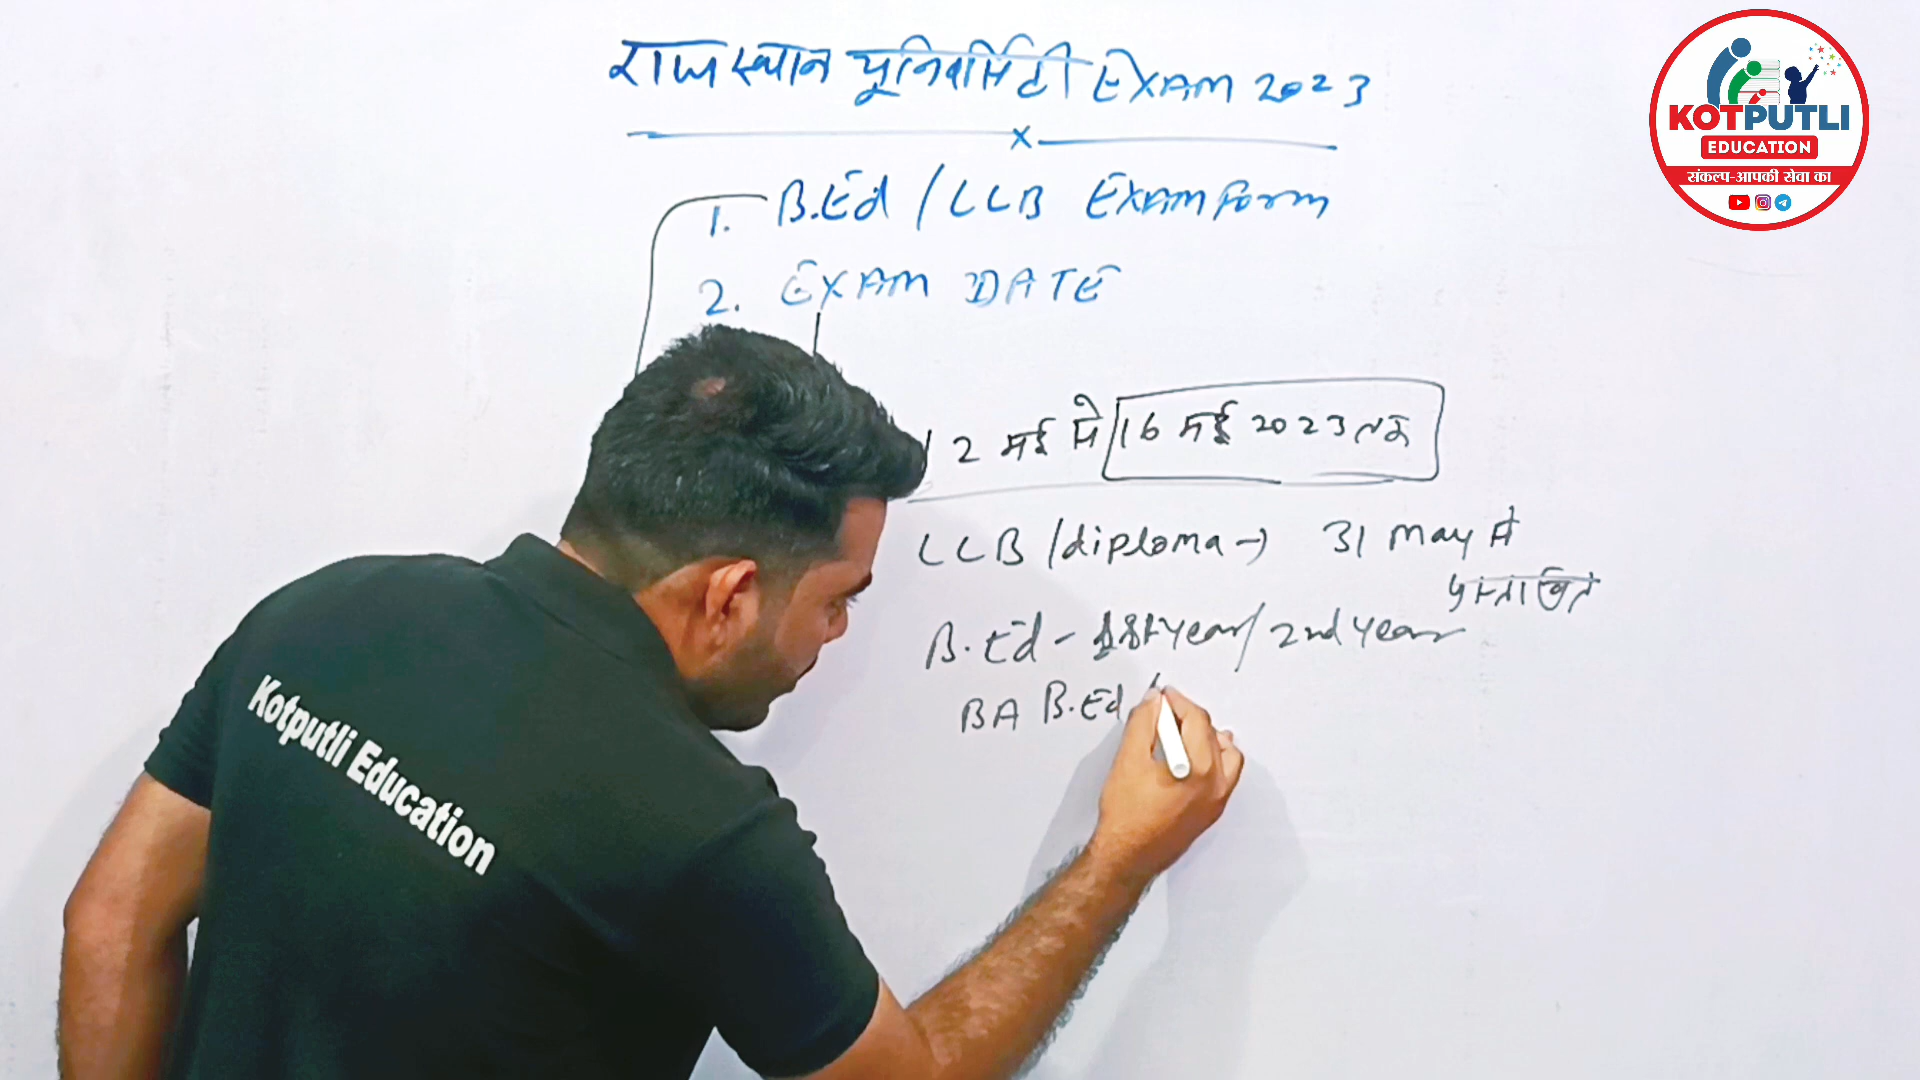 राजस्थान यूनिवर्सिटी EXAM 2023
x
1. B.Ed / LLB EXAM Form
2. EXAM DATE
12 मई से 16 मई 2023 तक
LLB / diploma → 31 May से
प्रस्तावित
B.Ed - 1st year / 2nd year
BA B.Ed /
Kotputli Education
KOTPUTLI
EDUCATION
संकल्प-आपकी सेवा का